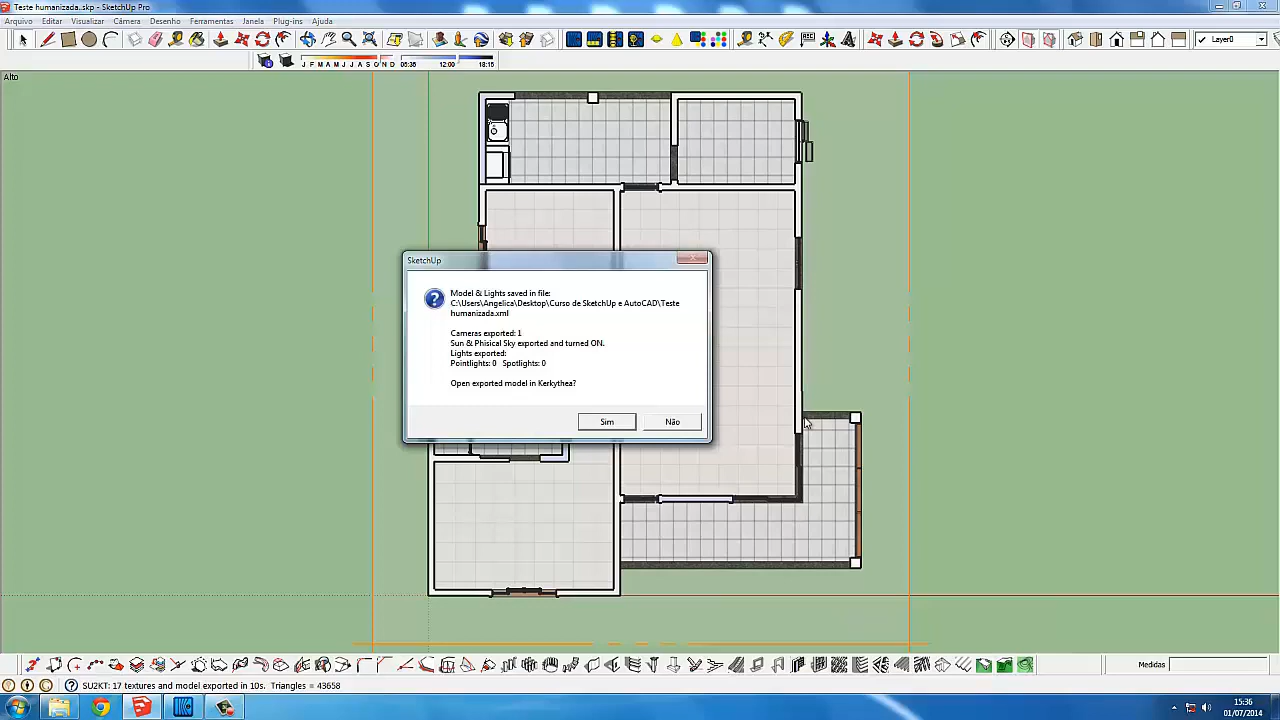 Teste humanizada.skp - SketchUp Pro
Arquivo Editar Visualizar Câmera Desenho Ferramentas Janela Plug-ins Ajuda
Layer0
J F M A M J J A S O N D 05:36 12:00 18:15
Alto
SketchUp
Model & Lights saved in file:
C:\Users\Angelica\Desktop\Curso de SketchUp e AutoCAD\Teste
humanizada.xml
Cameras exported: 1
Sun & Phisical Sky exported and turned ON.
Lights exported:
Pointlights: 0 Spotlights: 0
Open exported model in Kerkythea?
Sim Não
Medidas
SU2KT: 17 textures and model exported in 10s. Triangles = 43658
15:36
01/07/2014